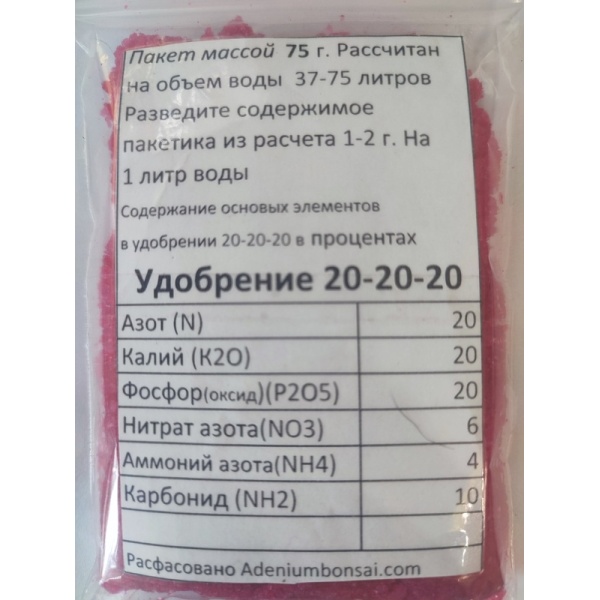 Пакет массой 75 г. Рассчитан
на объем воды 37-75 литров
Разведите содержимое
пакетика из расчета 1-2 г. На
1 литр воды
Содержание основых элементов
в удобрении 20-20-20 в процентах
Удобрение 20-20-20
Азот (N) 20
Калий (К2О) 20
Фосфор(оксид)(P2O5) 20
Нитрат азота(NO3) 6
Аммоний азота(NH4) 4
Карбонид (NH2) 10
Расфасовано Adeniumbonsai.com